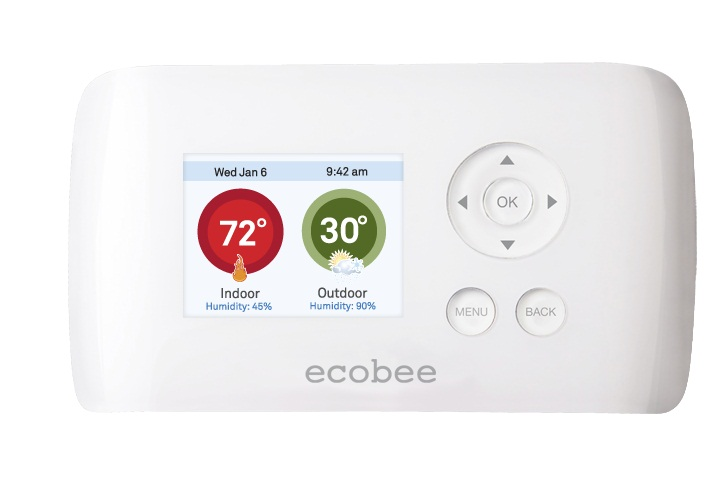 Wed Jan 6 9:42 am
72° 30°
Indoor Outdoor
Humidity: 45% Humidity: 90%
OK
MENU BACK
ecobee